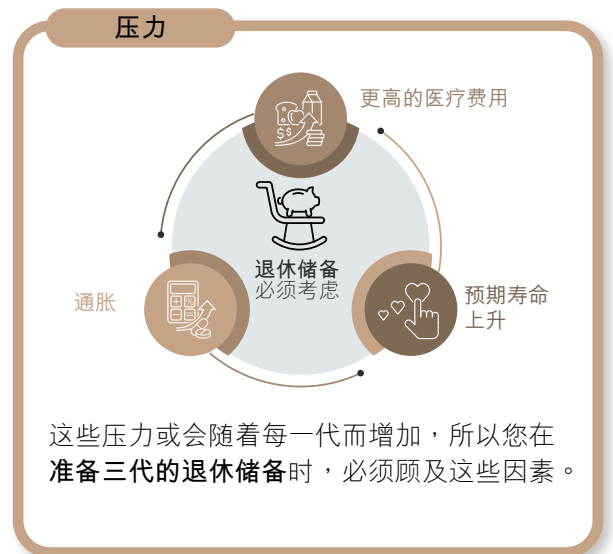 压力
更高的医疗费用
$$
退休储备
必须考虑
通胀
预期寿命
上升
这些压力或会随着每一代而增加，所以您在
准备三代的退休储备时，必须顾及这些因素。